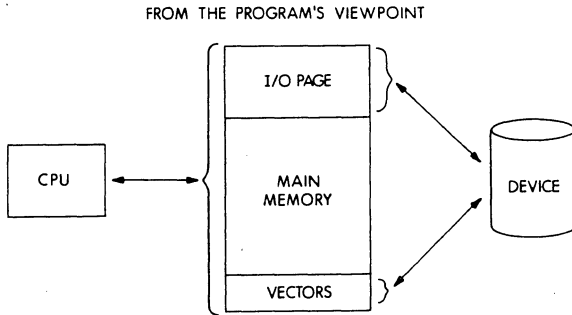 FROM THE PROGRAM'S VIEWPOINT
I/O PAGE
CPU
MAIN
MEMORY
DEVICE
VECTORS